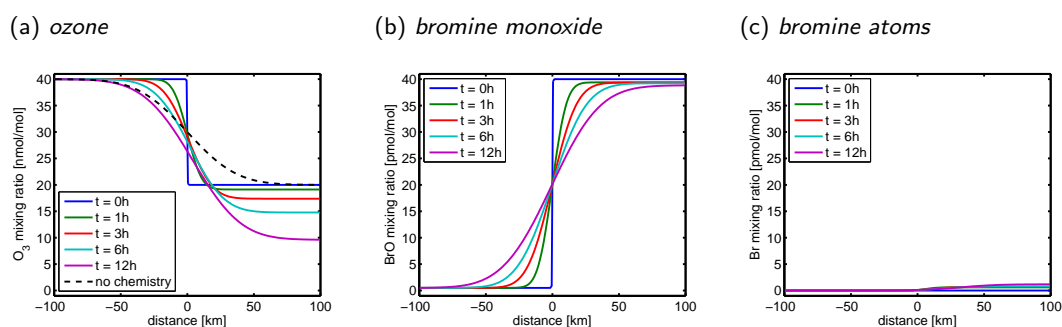 (a) ozone
(b) bromine monoxide
(c) bromine atoms
O3 mixing ratio [nmol/mol]
40
35
30
25
20
15
10
5
0
t = 0h
t = 1h
t = 3h
t = 6h
t = 12h
no chemistry
−100 −50 0 50 100
distance [km]
BrO mixing ratio [pmol/mol]
40
35
30
25
20
15
10
5
0
t = 0h
t = 1h
t = 3h
t = 6h
t = 12h
−100 −50 0 50 100
distance [km]
Br mixing ratio [pmol/mol]
40
35
30
25
20
15
10
5
0
t = 0h
t = 1h
t = 3h
t = 6h
t = 12h
−100 −50 0 50 100
distance [km]